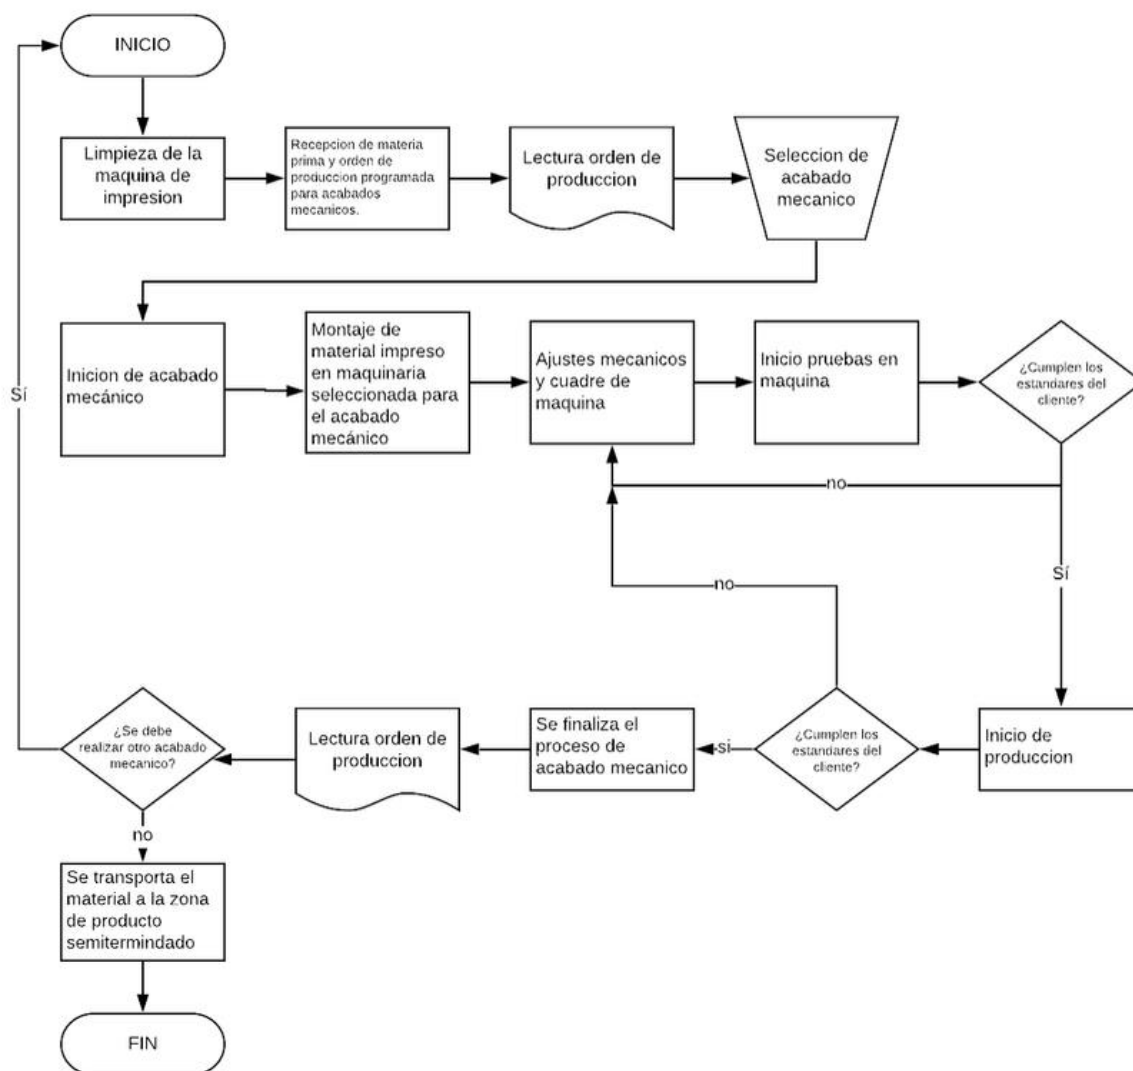 INICIO
Limpieza de la
maquina de
impresion
Recepcion de materia
prima y orden de
produccion programada
para acabados
mecanicos.
Lectura orden de
produccion
Seleccion de
acabado
mecanico
Inicion de acabado
mecánico
Montaje de
material impreso
en maquinaria
seleccionada para
el acabado
mecánico
Ajustes mecanicos
y cuadre de
maquina
Inicio pruebas en
maquina
¿Cumplen los
estandares del
cliente?
Sí
no
no
Sí
¿Se debe
realizar otro acabado
mecanico?
Lectura orden de
produccion
Se finaliza el
proceso de
acabado mecanico
si
¿Cumplen los
estandares del
cliente?
Inicio de
produccion
no
Se transporta el
material a la zona
de producto
semitermindado
FIN